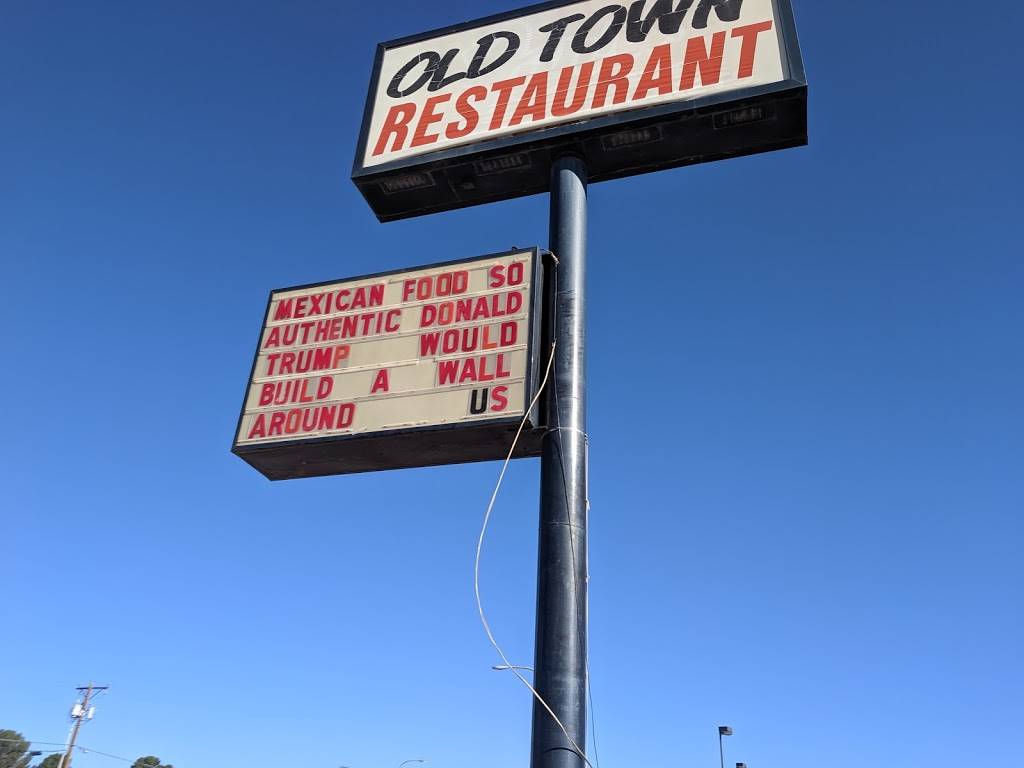 OLD TOWN
RESTAURANT
MEXICAN FOOD SO
AUTHENTIC DONALD
TRUMP WOULD
BUILD A WALL
AROUND US